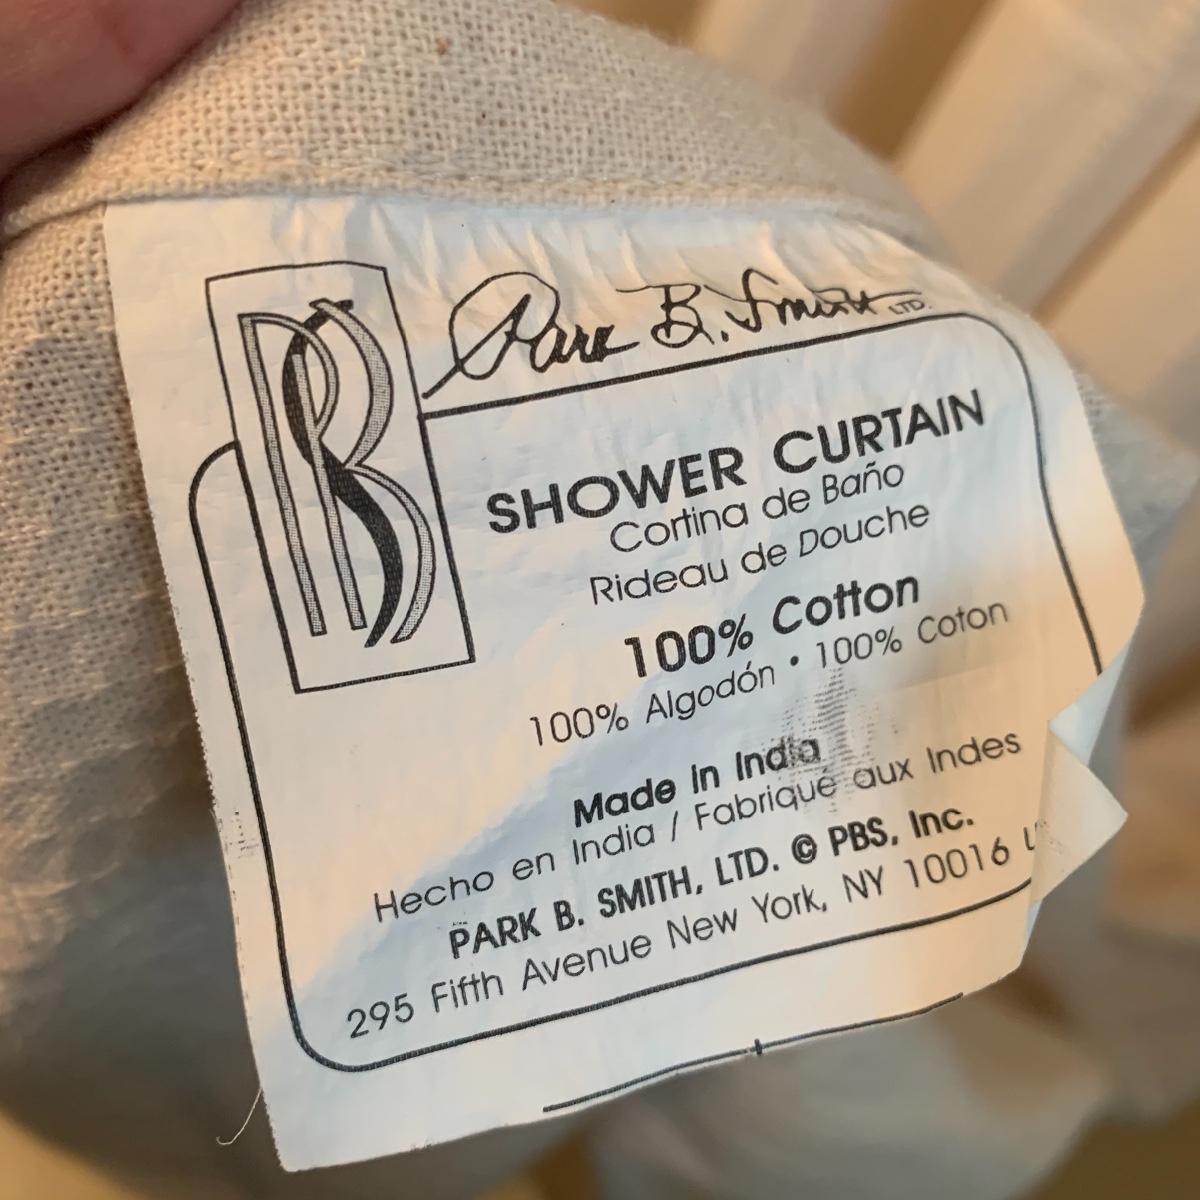 PBS
Park B. Smith LTD.
SHOWER CURTAIN
Cortina de Baño
Rideau de Douche
100% Cotton
100% Algodón • 100% Coton
Made in India
Hecho en India / Fabriqué aux Indes
PARK B. SMITH, LTD. © PBS, Inc.
295 Fifth Avenue New York, NY 10016